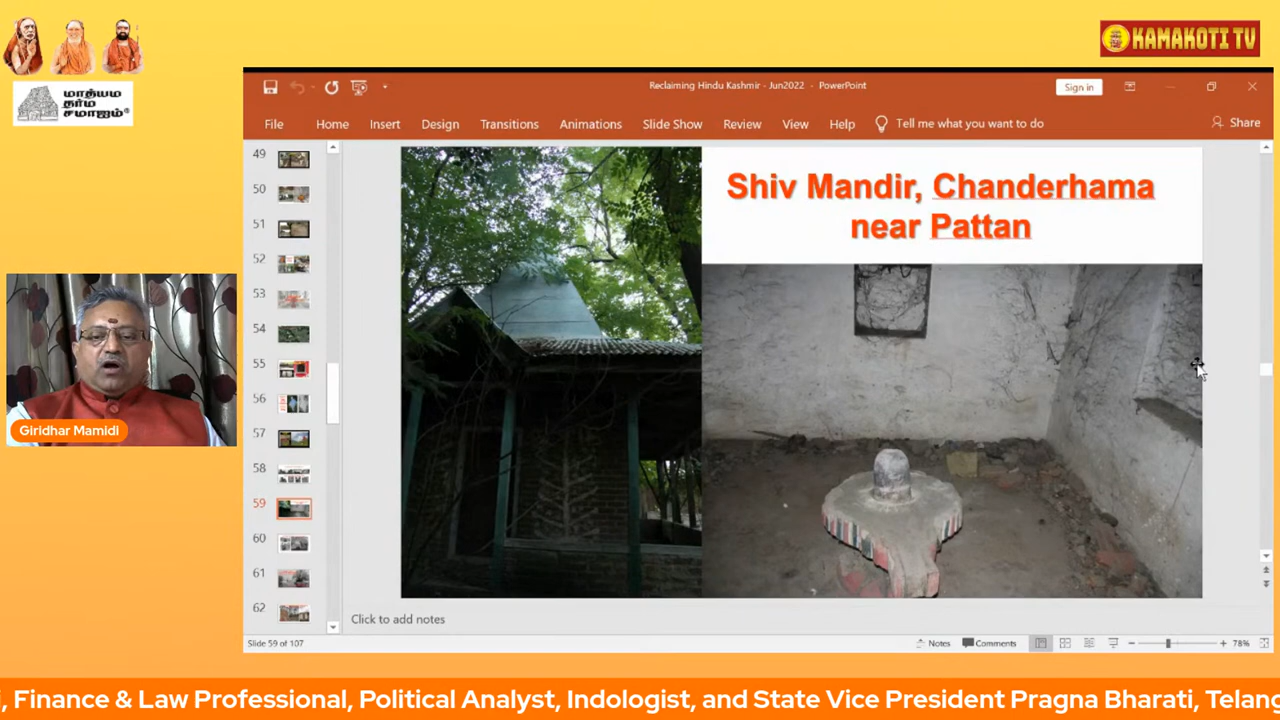 KAMAKOTI TV
மாத்யம
தர்ம
சமாஜம்®
Reclaiming Hindu Kashmir - Jun2022 - PowerPoint
Sign in
File Home Insert Design Transitions Animations Slide Show Review View Help Tell me what you want to do Share
49
50
51
52
53
54
55
56
57
58
59
60
61
62
Shiv Mandir, Chanderhama
near Pattan
Giridhar Mamidi
Click to add notes
Slide 59 of 107
Notes Comments 78%
, Finance & Law Professional, Political Analyst, Indologist, and State Vice President Pragna Bharati, Telang